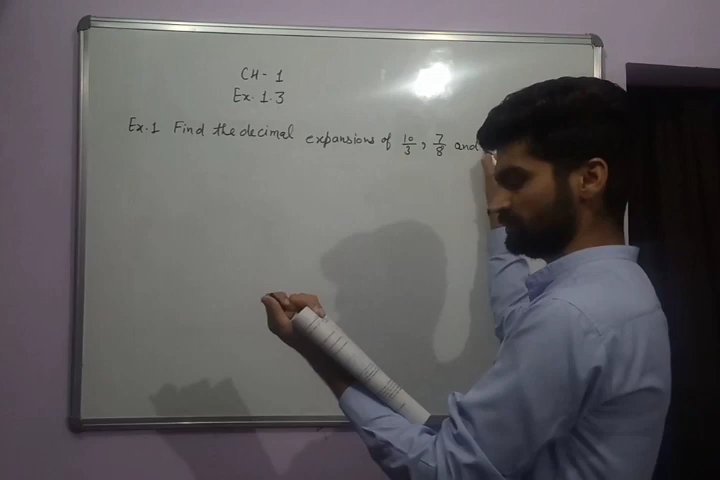 CH- 1
Ex. 1.3
Ex. 1 Find the decimal expansions of 10/3, 7/8 and